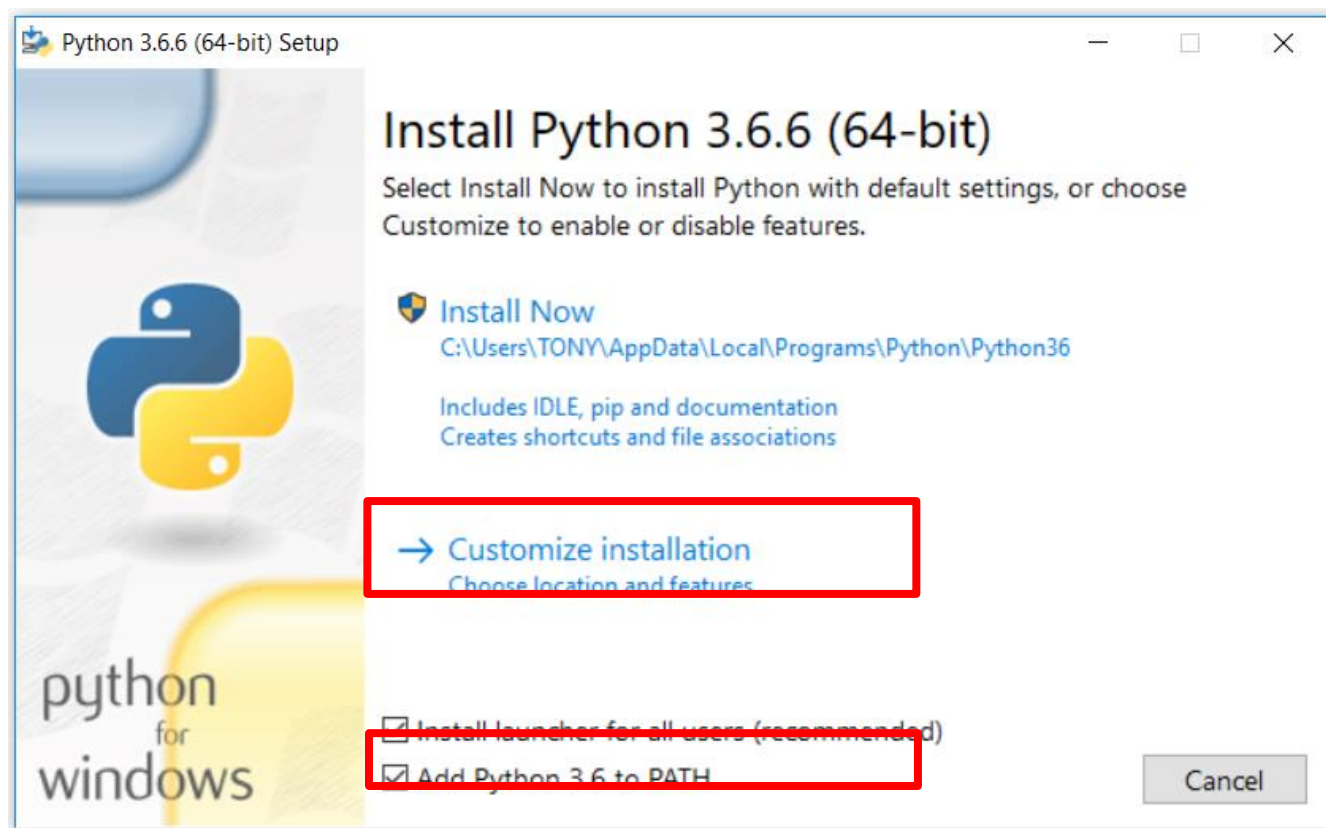 Python 3.6.6 (64-bit) Setup
Install Python 3.6.6 (64-bit)
Select Install Now to install Python with default settings, or choose
Customize to enable or disable features.
Install Now
C:\Users\TONY\AppData\Local\Programs\Python\Python36
Includes IDLE, pip and documentation
Creates shortcuts and file associations
Customize installation
Choose location and features
Install launcher for all users (recommended)
Add Python 3.6 to PATH
Cancel
python
for
windows